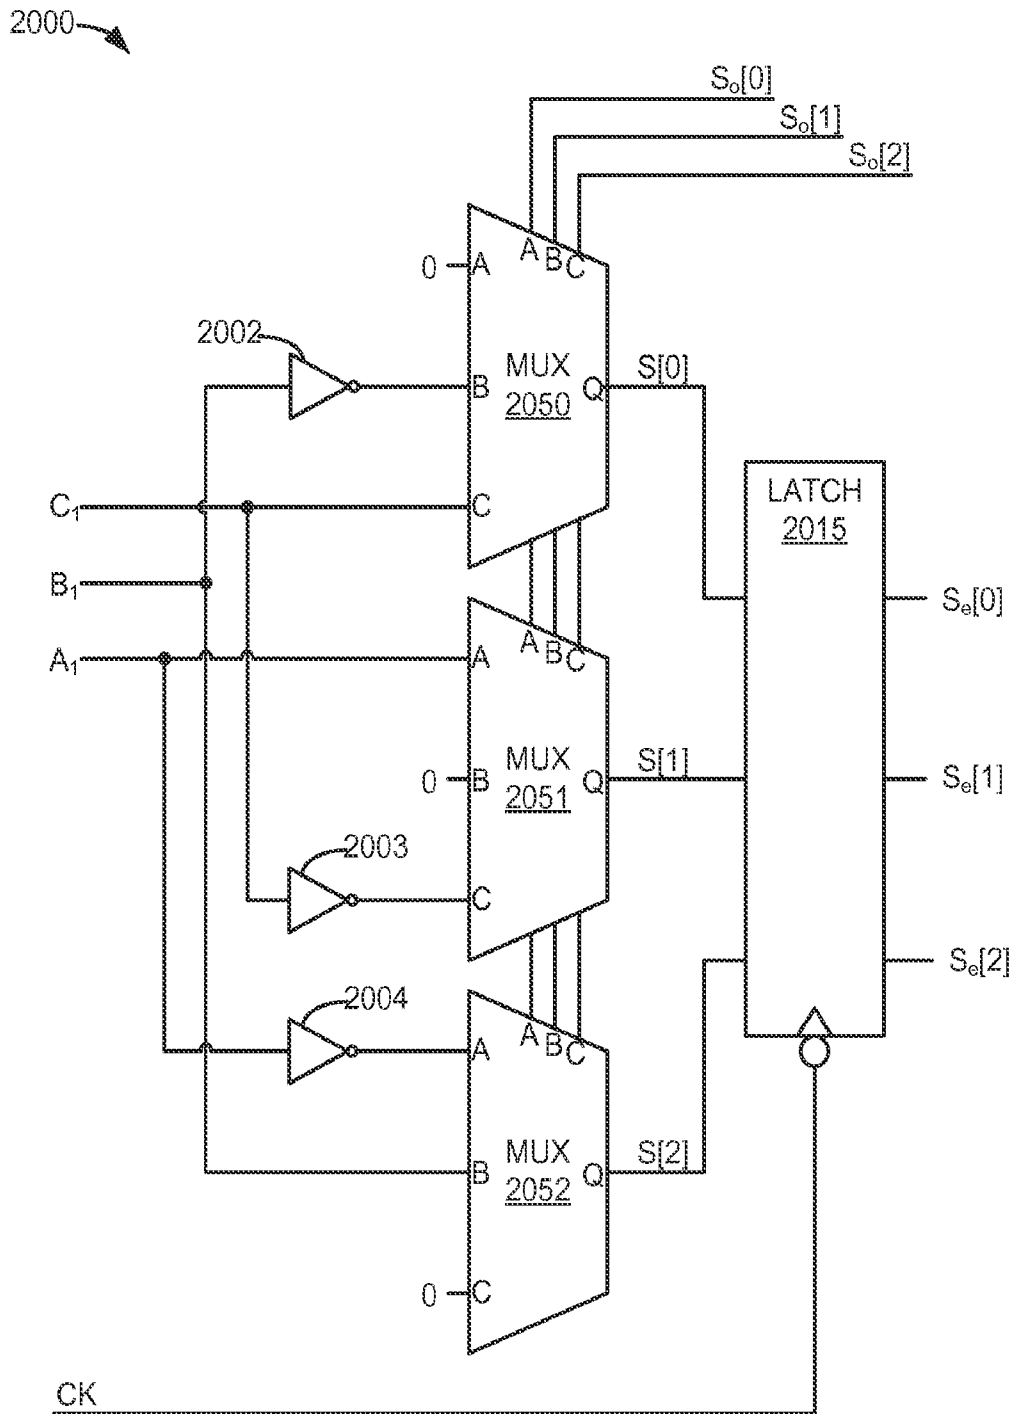 2000
So[0]
So[1]
So[2]
A B C
0 A
2002
MUX
2050
S[0]
B
Q
C1
C
LATCH
2015
B1
Se[0]
A B C
A1
A
MUX
2051
S[1]
0 B
Q
Se[1]
2003
C
Se[2]
2004
A B C
A
MUX
2052
S[2]
B
Q
0 C
CK